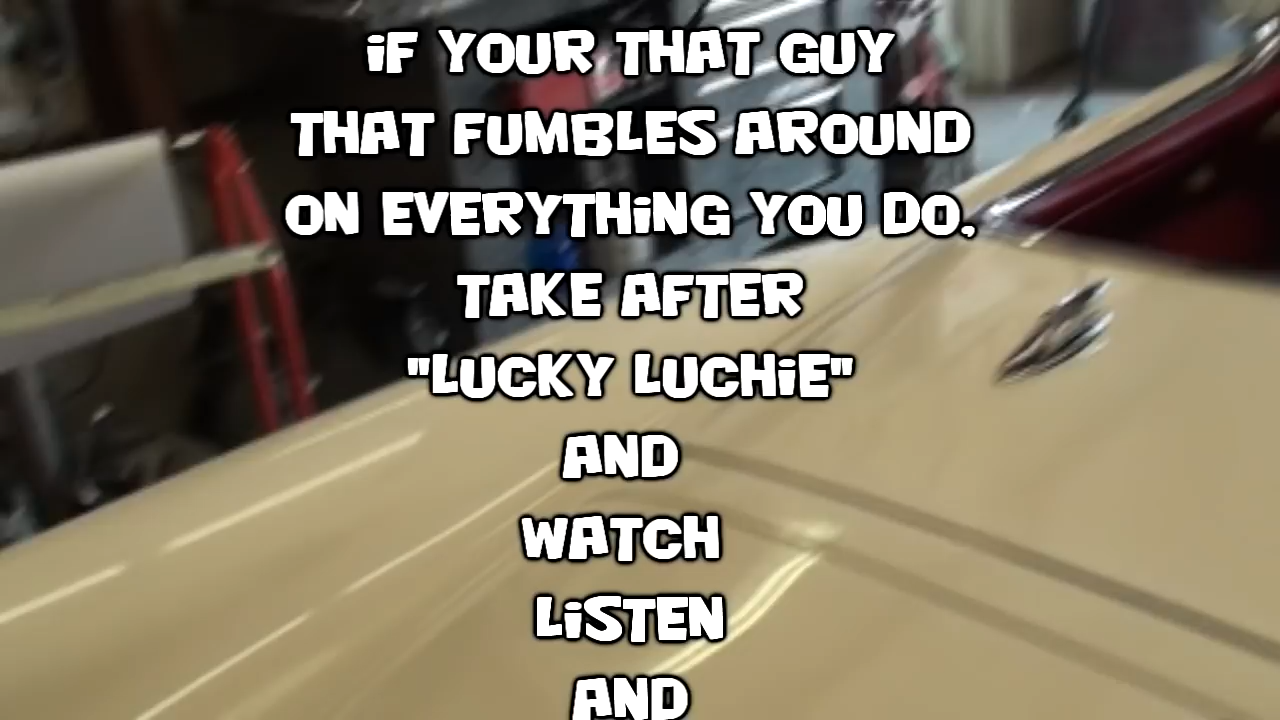 iF YOUR THAT GUY
THAT FUMBLES AROUND
ON EVERYTHiNG YOU DO,
TAKE AFTER
"LUCKY LUCHiE"
AND
WATCH
LiSTEN
AND